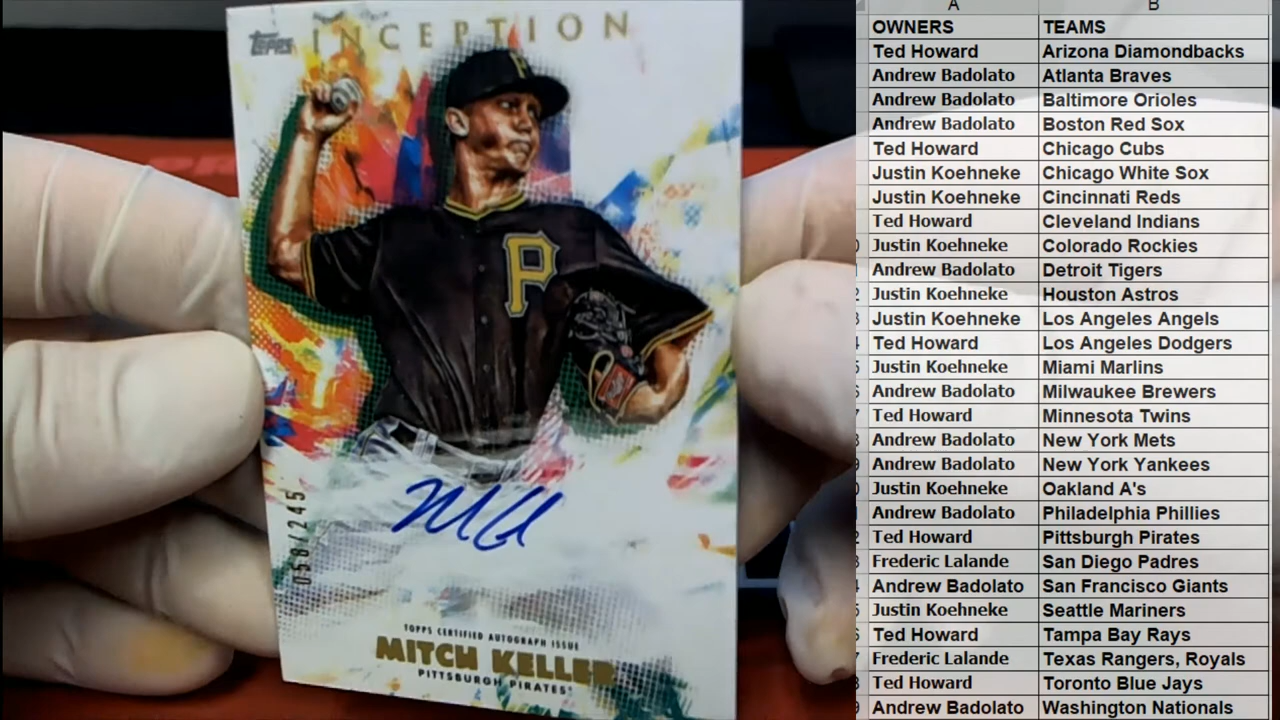 Topps INCEPTION
P
P
058/245
TOPPS CERTIFIED AUTOGRAPH ISSUE
MITCH KELLER
PITTSBURGH PIRATES
A B
OWNERS TEAMS
Ted Howard Arizona Diamondbacks
Andrew Badolato Atlanta Braves
Andrew Badolato Baltimore Orioles
Andrew Badolato Boston Red Sox
Ted Howard Chicago Cubs
Justin Koehneke Chicago White Sox
Justin Koehneke Cincinnati Reds
Ted Howard Cleveland Indians
Justin Koehneke Colorado Rockies
Andrew Badolato Detroit Tigers
Justin Koehneke Houston Astros
Justin Koehneke Los Angeles Angels
Ted Howard Los Angeles Dodgers
Justin Koehneke Miami Marlins
Andrew Badolato Milwaukee Brewers
Ted Howard Minnesota Twins
Andrew Badolato New York Mets
Andrew Badolato New York Yankees
Justin Koehneke Oakland A's
Andrew Badolato Philadelphia Phillies
Ted Howard Pittsburgh Pirates
Frederic Lalande San Diego Padres
Andrew Badolato San Francisco Giants
Justin Koehneke Seattle Mariners
Ted Howard Tampa Bay Rays
Frederic Lalande Texas Rangers, Royals
Ted Howard Toronto Blue Jays
Andrew Badolato Washington Nationals